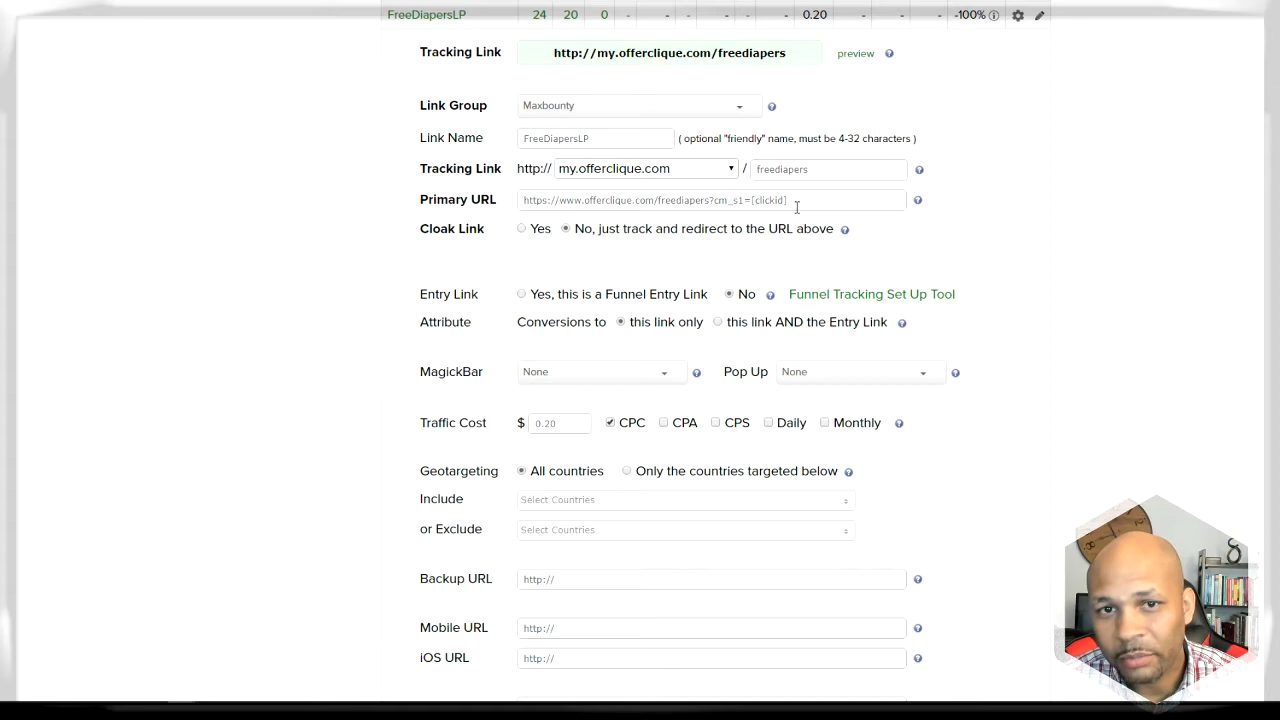 FreeDiapersLP 24 20 0 - - - - - 0.20 - - - -100%
Tracking Link http://my.offerclique.com/freediapers preview
Link Group Maxbounty
Link Name FreeDiapersLP ( optional "friendly" name, must be 4-32 characters )
Tracking Link http:// my.offerclique.com / freediapers
Primary URL https://www.offerclique.com/freediapers?cm_s1=[clickid]
Cloak Link Yes No, just track and redirect to the URL above
Entry Link Yes, this is a Funnel Entry Link No Funnel Tracking Set Up Tool
Attribute Conversions to this link only this link AND the Entry Link
MagickBar None Pop Up None
Traffic Cost $ 0.20 CPC CPA CPS Daily Monthly
Geotargeting All countries Only the countries targeted below
Include Select Countries
or Exclude Select Countries
Backup URL http://
Mobile URL http://
iOS URL http://